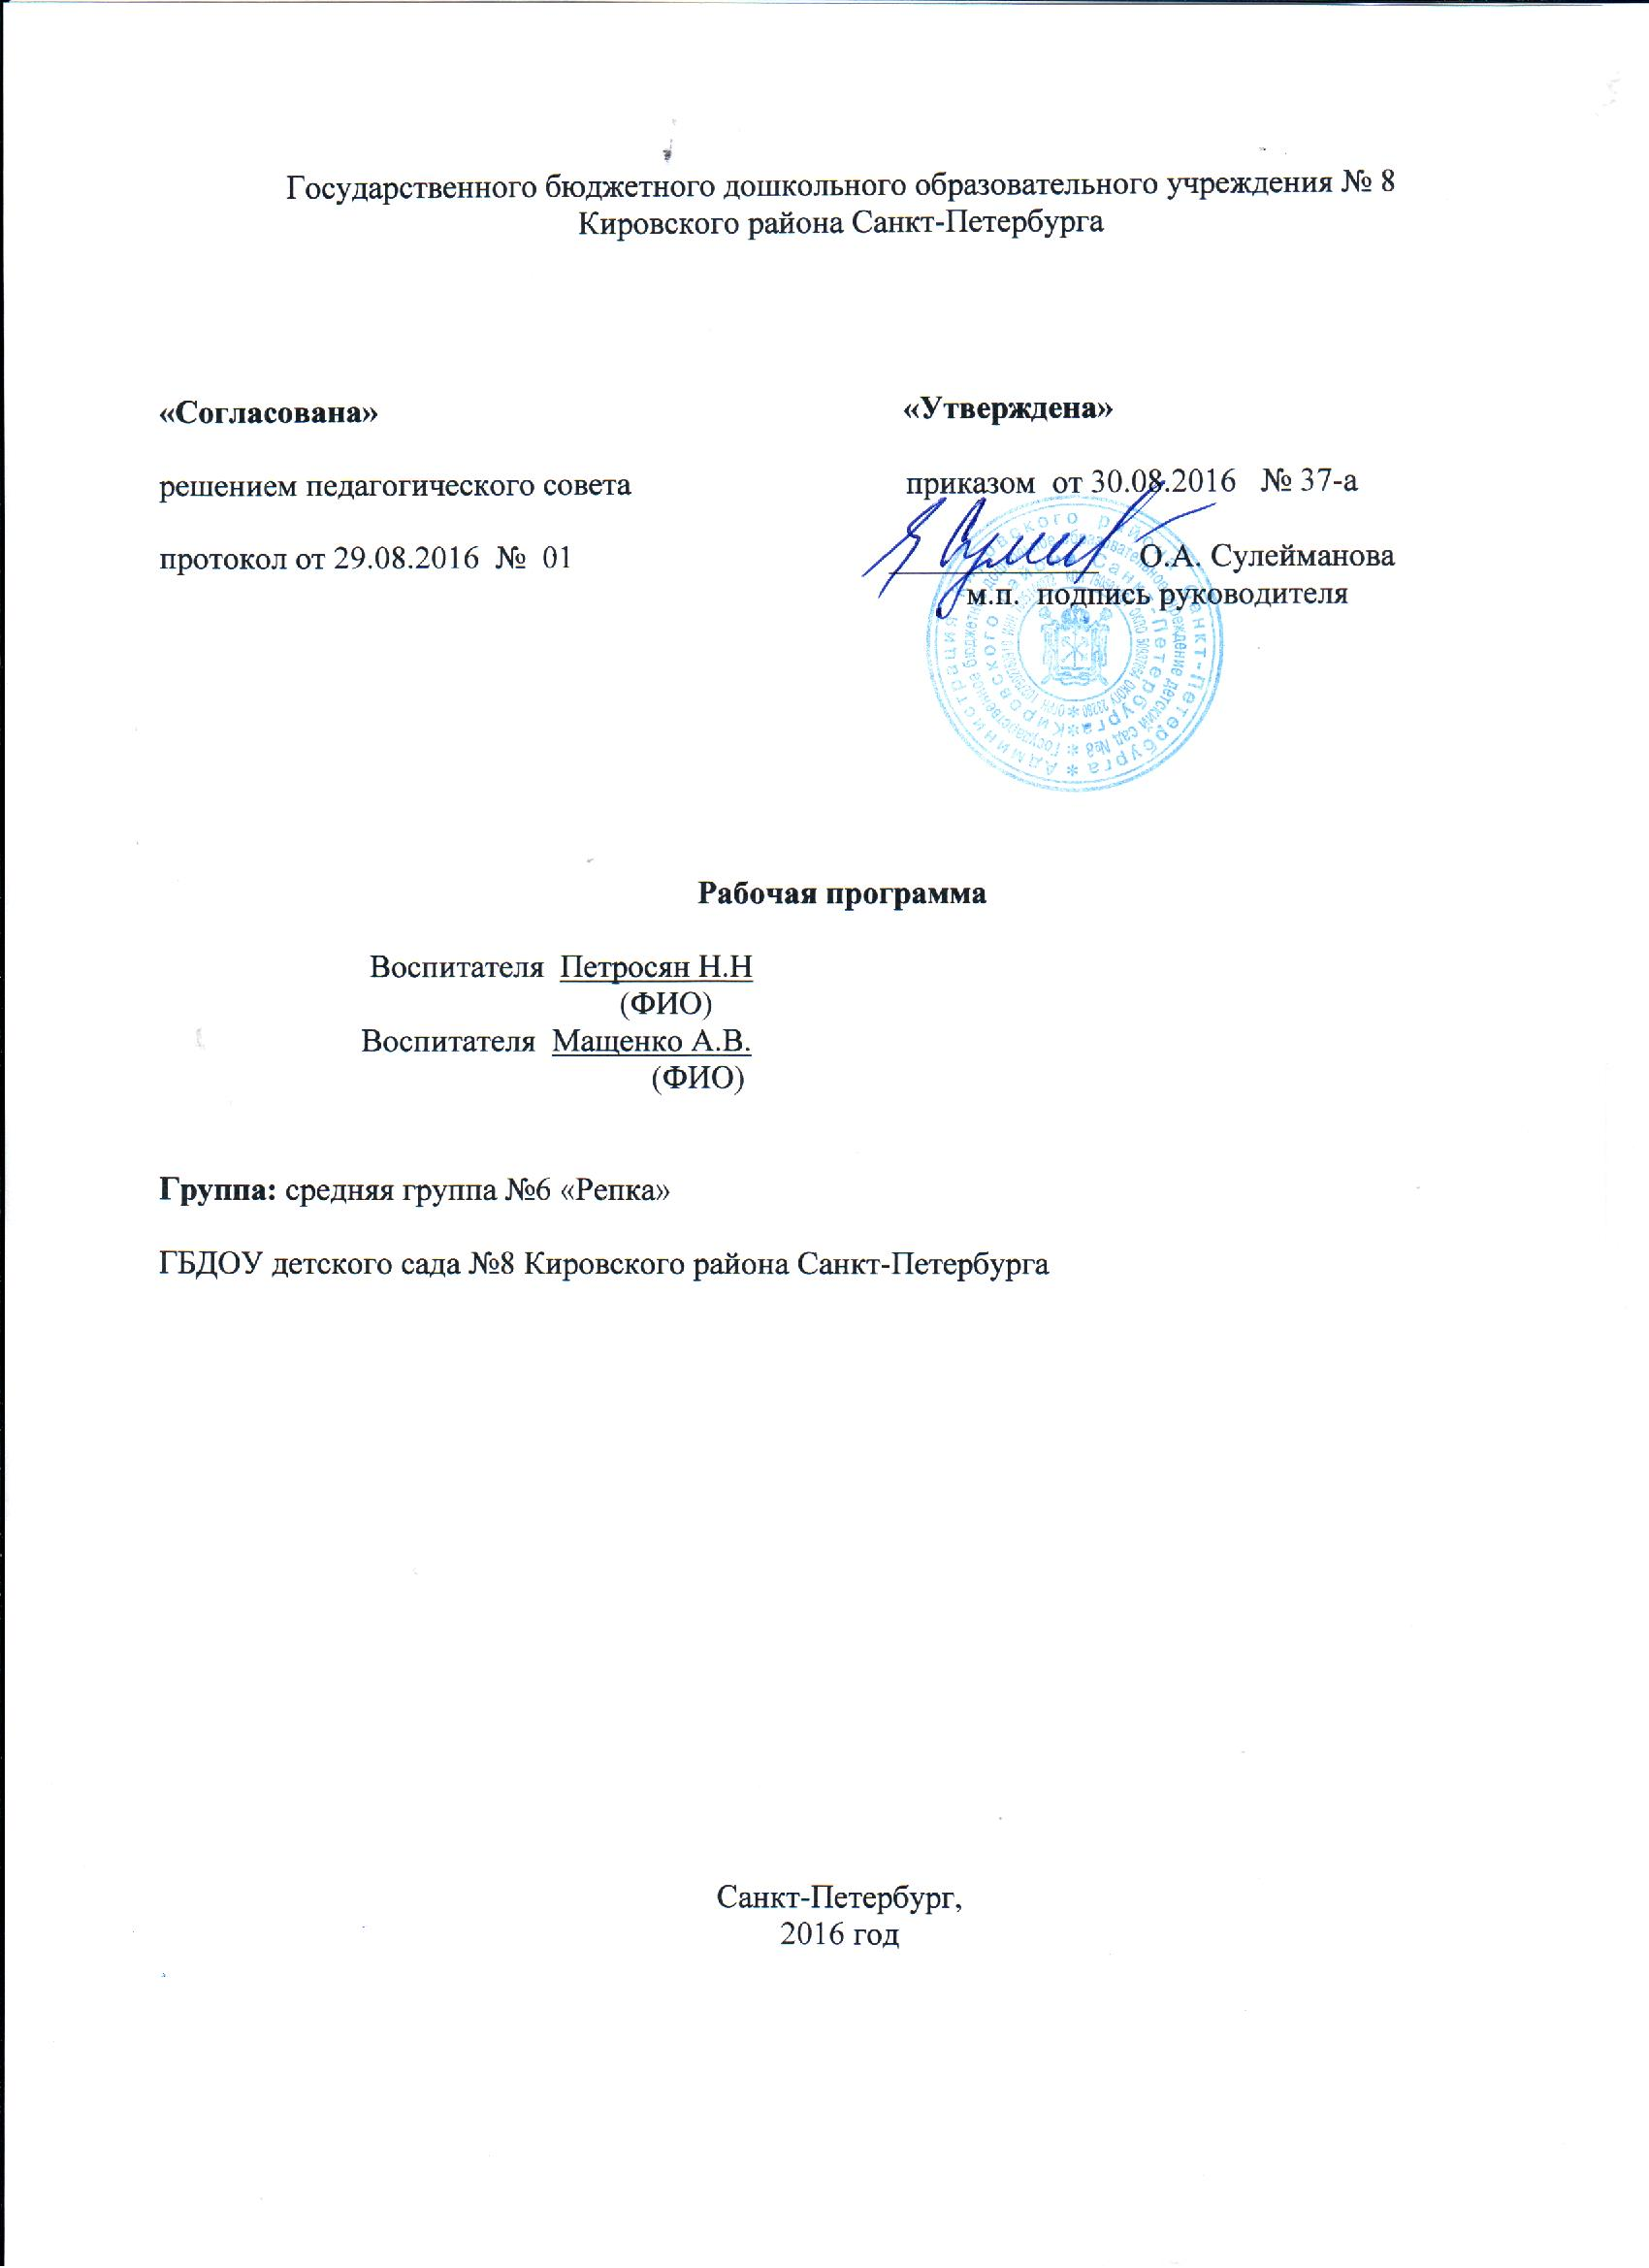 Государственного бюджетного дошкольного образовательного учреждения № 8
Кировского района Санкт-Петербурга
«Согласована»
«Утверждена»
решением педагогического совета
приказом от 30.08.2016 № 37-а
протокол от 29.08.2016 № 01
О.А. Сулейманова
м.п. подпись руководителя
Рабочая программа
Воспитателя Петросян Н.Н
(ФИО)
Воспитателя Мащенко А.В.
(ФИО)
Группа: средняя группа №6 «Репка»
ГБДОУ детского сада №8 Кировского района Санкт-Петербурга
Санкт-Петербург,
2016 год